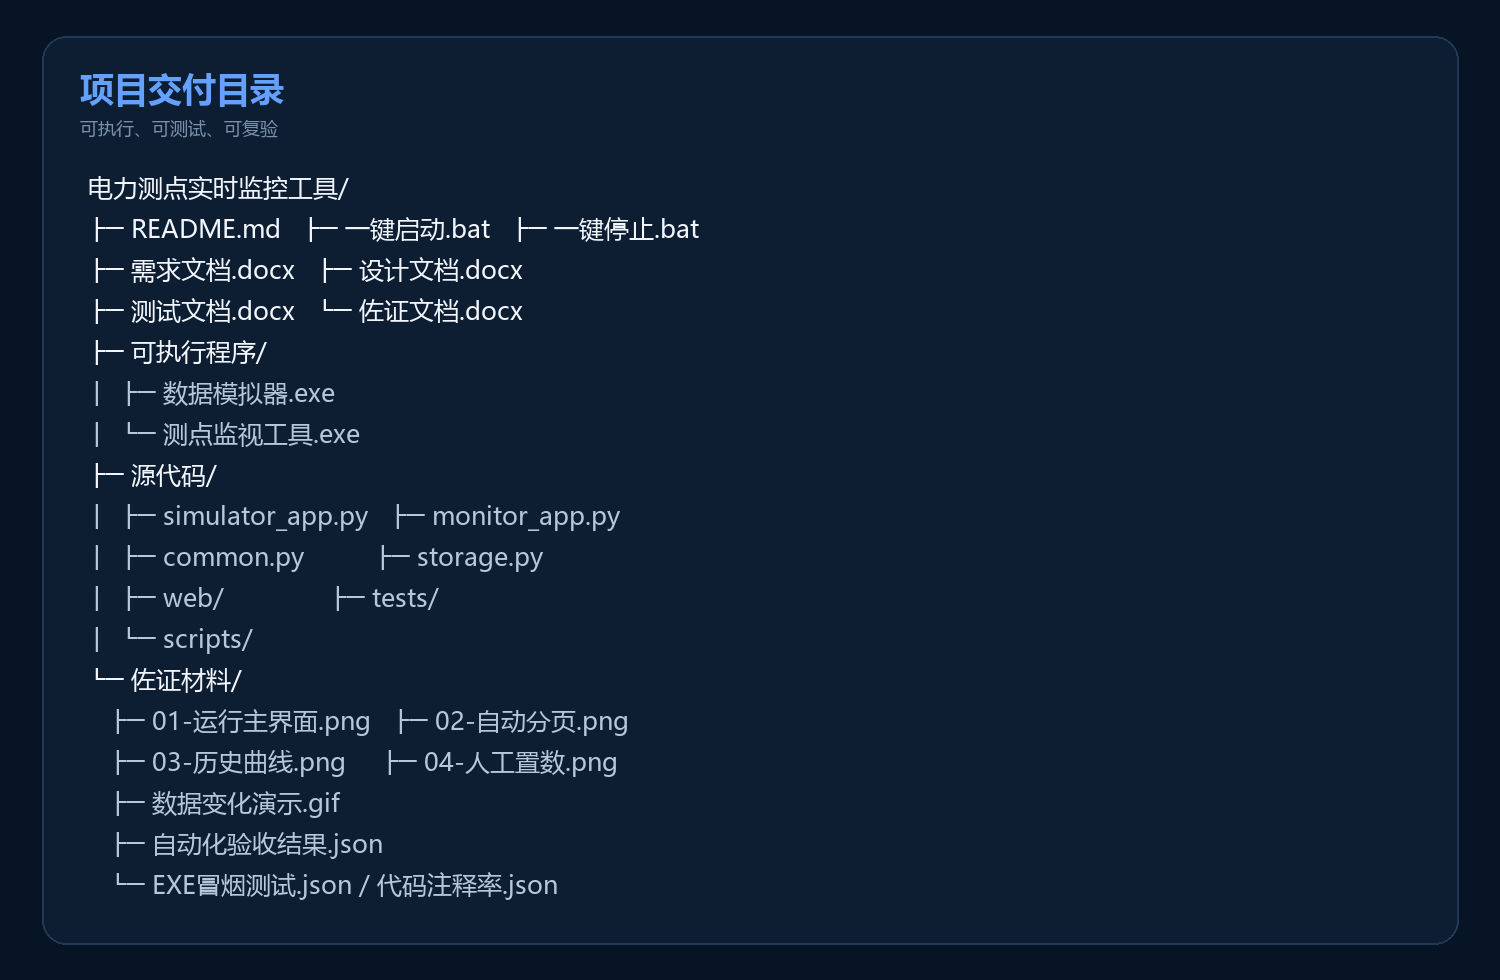 项目交付目录
可执行、可测试、可复验
电力测点实时监控工具/
├─ README.md   ├─ 一键启动.bat   ├─ 一键停止.bat
├─ 需求文档.docx   ├─ 设计文档.docx
├─ 测试文档.docx   └─ 佐证文档.docx
├─ 可执行程序/
│  ├─ 数据模拟器.exe
│  └─ 测点监视工具.exe
├─ 源代码/
│  ├─ simulator_app.py   ├─ monitor_app.py
│  ├─ common.py          ├─ storage.py
│  ├─ web/               ├─ tests/
│  └─ scripts/
└─ 佐证材料/
   ├─ 01-运行主界面.png   ├─ 02-自动分页.png
   ├─ 03-历史曲线.png     ├─ 04-人工置数.png
   ├─ 数据变化演示.gif
   ├─ 自动化验收结果.json
   └─ EXE冒烟测试.json / 代码注释率.json